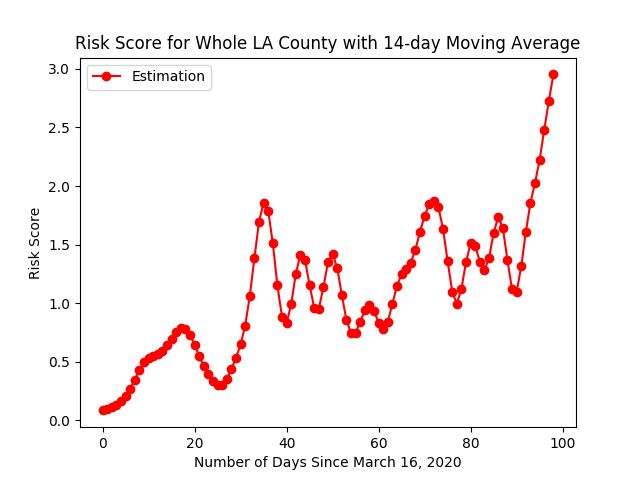 Risk Score for Whole LA County with 14-day Moving Average
Estimation
3.0
2.5
2.0
1.5
1.0
0.5
0.0
Risk Score
0 20 40 60 80 100
Number of Days Since March 16, 2020